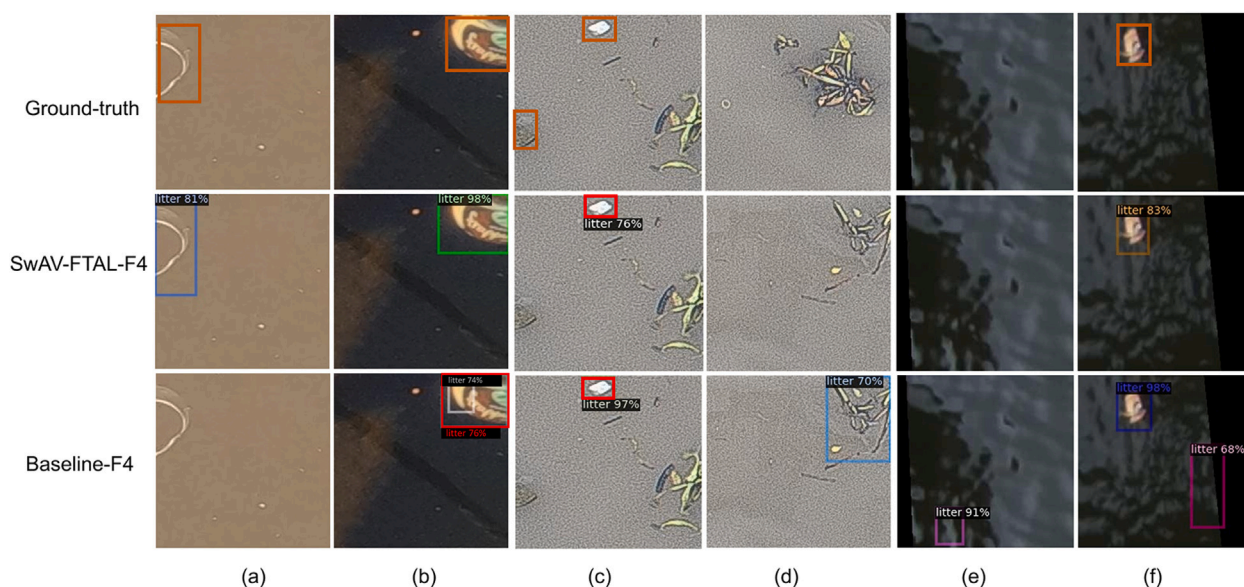 Ground-truth
litter 81%
litter 98%
SwAV-FTAL-F4
litter 76%
litter 83%
litter 74%
litter 76%
Baseline-F4
litter 97%
litter 70%
litter 91%
litter 98%
litter 68%
(a) (b) (c) (d) (e) (f)